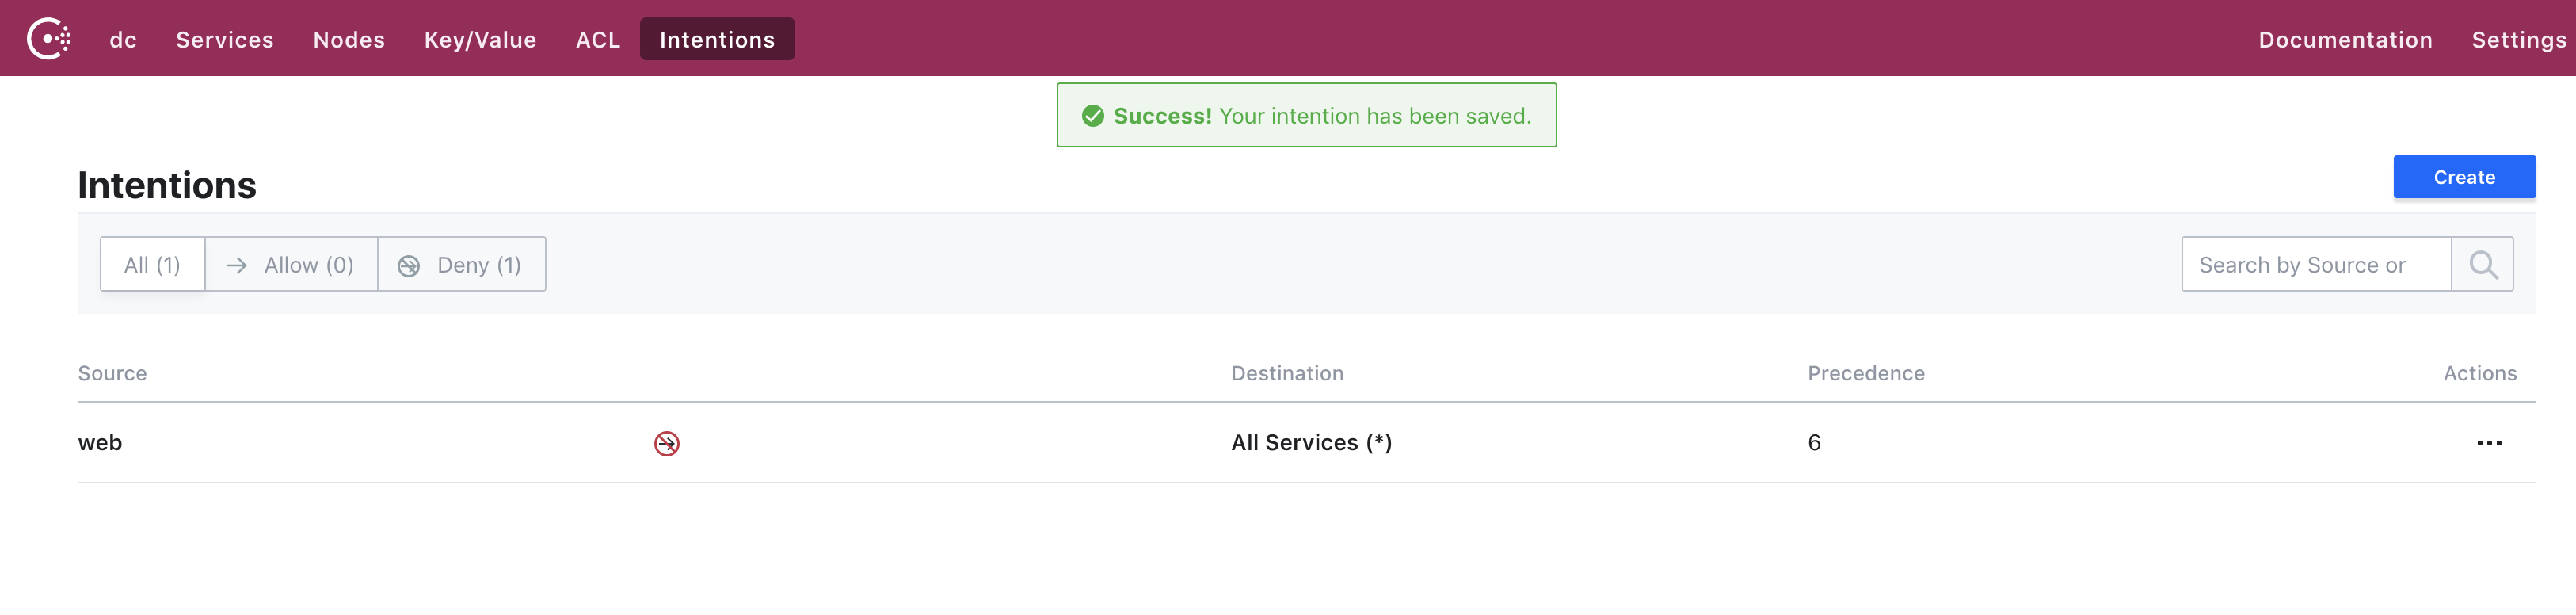 dc Services Nodes Key/Value ACL Intentions Documentation Settings
Success! Your intention has been saved.
Intentions
Create
All (1) Allow (0) Deny (1) Search by Source or
Source Destination Precedence Actions
web All Services (*) 6